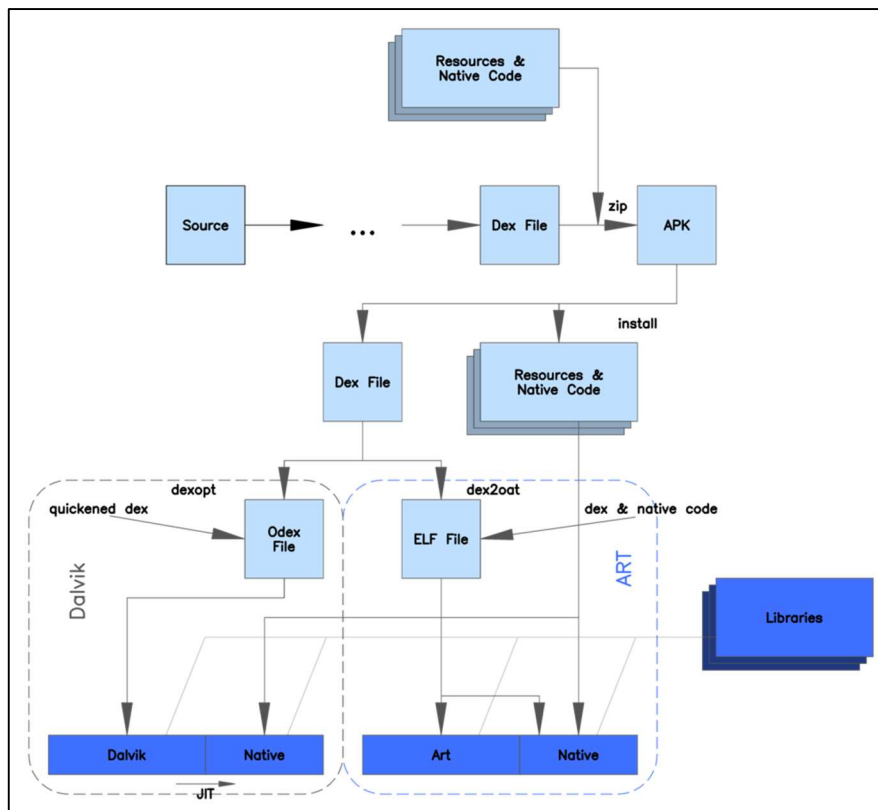 Resources &
Native Code
Source
...
Dex File
zip
APK
install
Dex File
Resources &
Native Code
dexopt
dex2oat
quickened dex
Odex
File
ELF File
dex & native code
Dalvik
ART
Libraries
Dalvik
Native
Art
Native
JIT